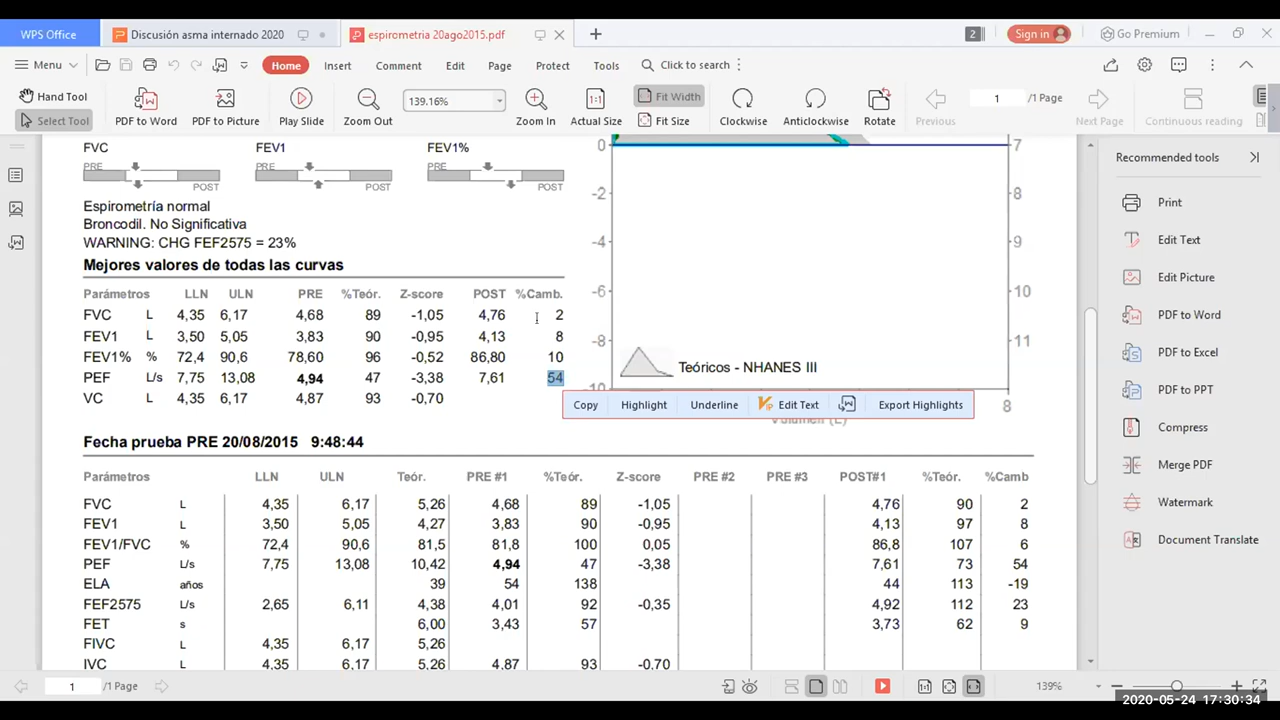 WPS Office Discusión asma internado 2020 espirometria 20ago2015.pdf 2 Sign in Go Premium
Menu Home Insert Comment Edit Page Protect Tools Click to search
Hand Tool
Select Tool PDF to Word PDF to Picture Play Slide Zoom Out 139.16% Zoom In Actual Size Fit Width Fit Size Clockwise Anticlockwise Rotate Previous 1 /1 Page Next Page Continuous reading
FVC FEV1 FEV1%
PRE PRE PRE
POST POST POST
Espirometría normal
Broncodil. No Significativa
WARNING: CHG FEF2575 = 23%
Mejores valores de todas las curvas
Parámetros LLN ULN PRE %Teór. Z-score POST %Camb.
FVC L 4,35 6,17 4,68 89 -1,05 4,76 2
FEV1 L 3,50 5,05 3,83 90 -0,95 4,13 8
FEV1% % 72,4 90,6 78,60 96 -0,52 86,80 10
PEF L/s 7,75 13,08 4,94 47 -3,38 7,61 54
VC L 4,35 6,17 4,87 93 -0,70
0 7
-2 8
-4 9
-6 10
-8 11
-10
Teóricos - NHANES III
Copy Highlight Underline Edit Text Export Highlights
Volumen (L) 8
Fecha prueba PRE 20/08/2015 9:48:44
Parámetros LLN ULN Teór. PRE #1 %Teór. Z-score PRE #2 PRE #3 POST#1 %Teór. %Camb
FVC L 4,35 6,17 5,26 4,68 89 -1,05 4,76 90 2
FEV1 L 3,50 5,05 4,27 3,83 90 -0,95 4,13 97 8
FEV1/FVC % 72,4 90,6 81,5 81,8 100 0,05 86,8 107 6
PEF L/s 7,75 13,08 10,42 4,94 47 -3,38 7,61 73 54
ELA años 39 54 138 44 113 -19
FEF2575 L/s 2,65 6,11 4,38 4,01 92 -0,35 4,92 112 23
FET s 6,00 3,43 57 3,73 62 9
FIVC L 4,35 6,17 5,26
IVC L 4,35 6,17 5,26 4,87 93 -0,70
Recommended tools
Print
Edit Text
Edit Picture
PDF to Word
PDF to Excel
PDF to PPT
Compress
Merge PDF
Watermark
Document Translate
1 /1 Page 139%
2020-05-24 17:30:34